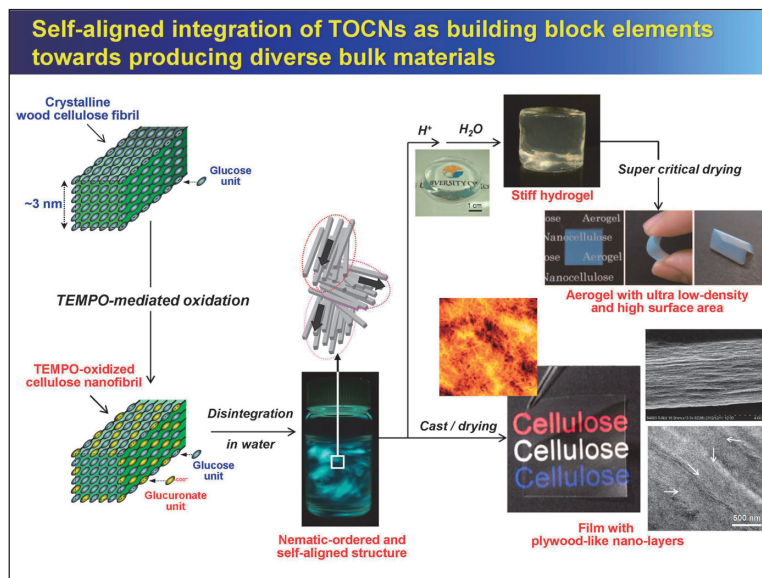 Self-aligned integration of TOCNs as building block elements
towards producing diverse bulk materials
Crystalline
wood cellulose fibril
Glucose
unit
~3 nm
TEMPO-mediated oxidation
TEMPO-oxidized
cellulose nanofibril
Glucose
unit
COO-
Glucuronate
unit
Disintegration
in water
Nematic-ordered and
self-aligned structure
H+
H2O
1 cm
Stiff hydrogel
Super critical drying
Aerogel
Nanocellulose
Aerogel
Nanocellulose
Aerogel with ultra low-density
and high surface area
Cast / drying
Cellulose
Cellulose
Cellulose
500 nm
Film with
plywood-like nano-layers